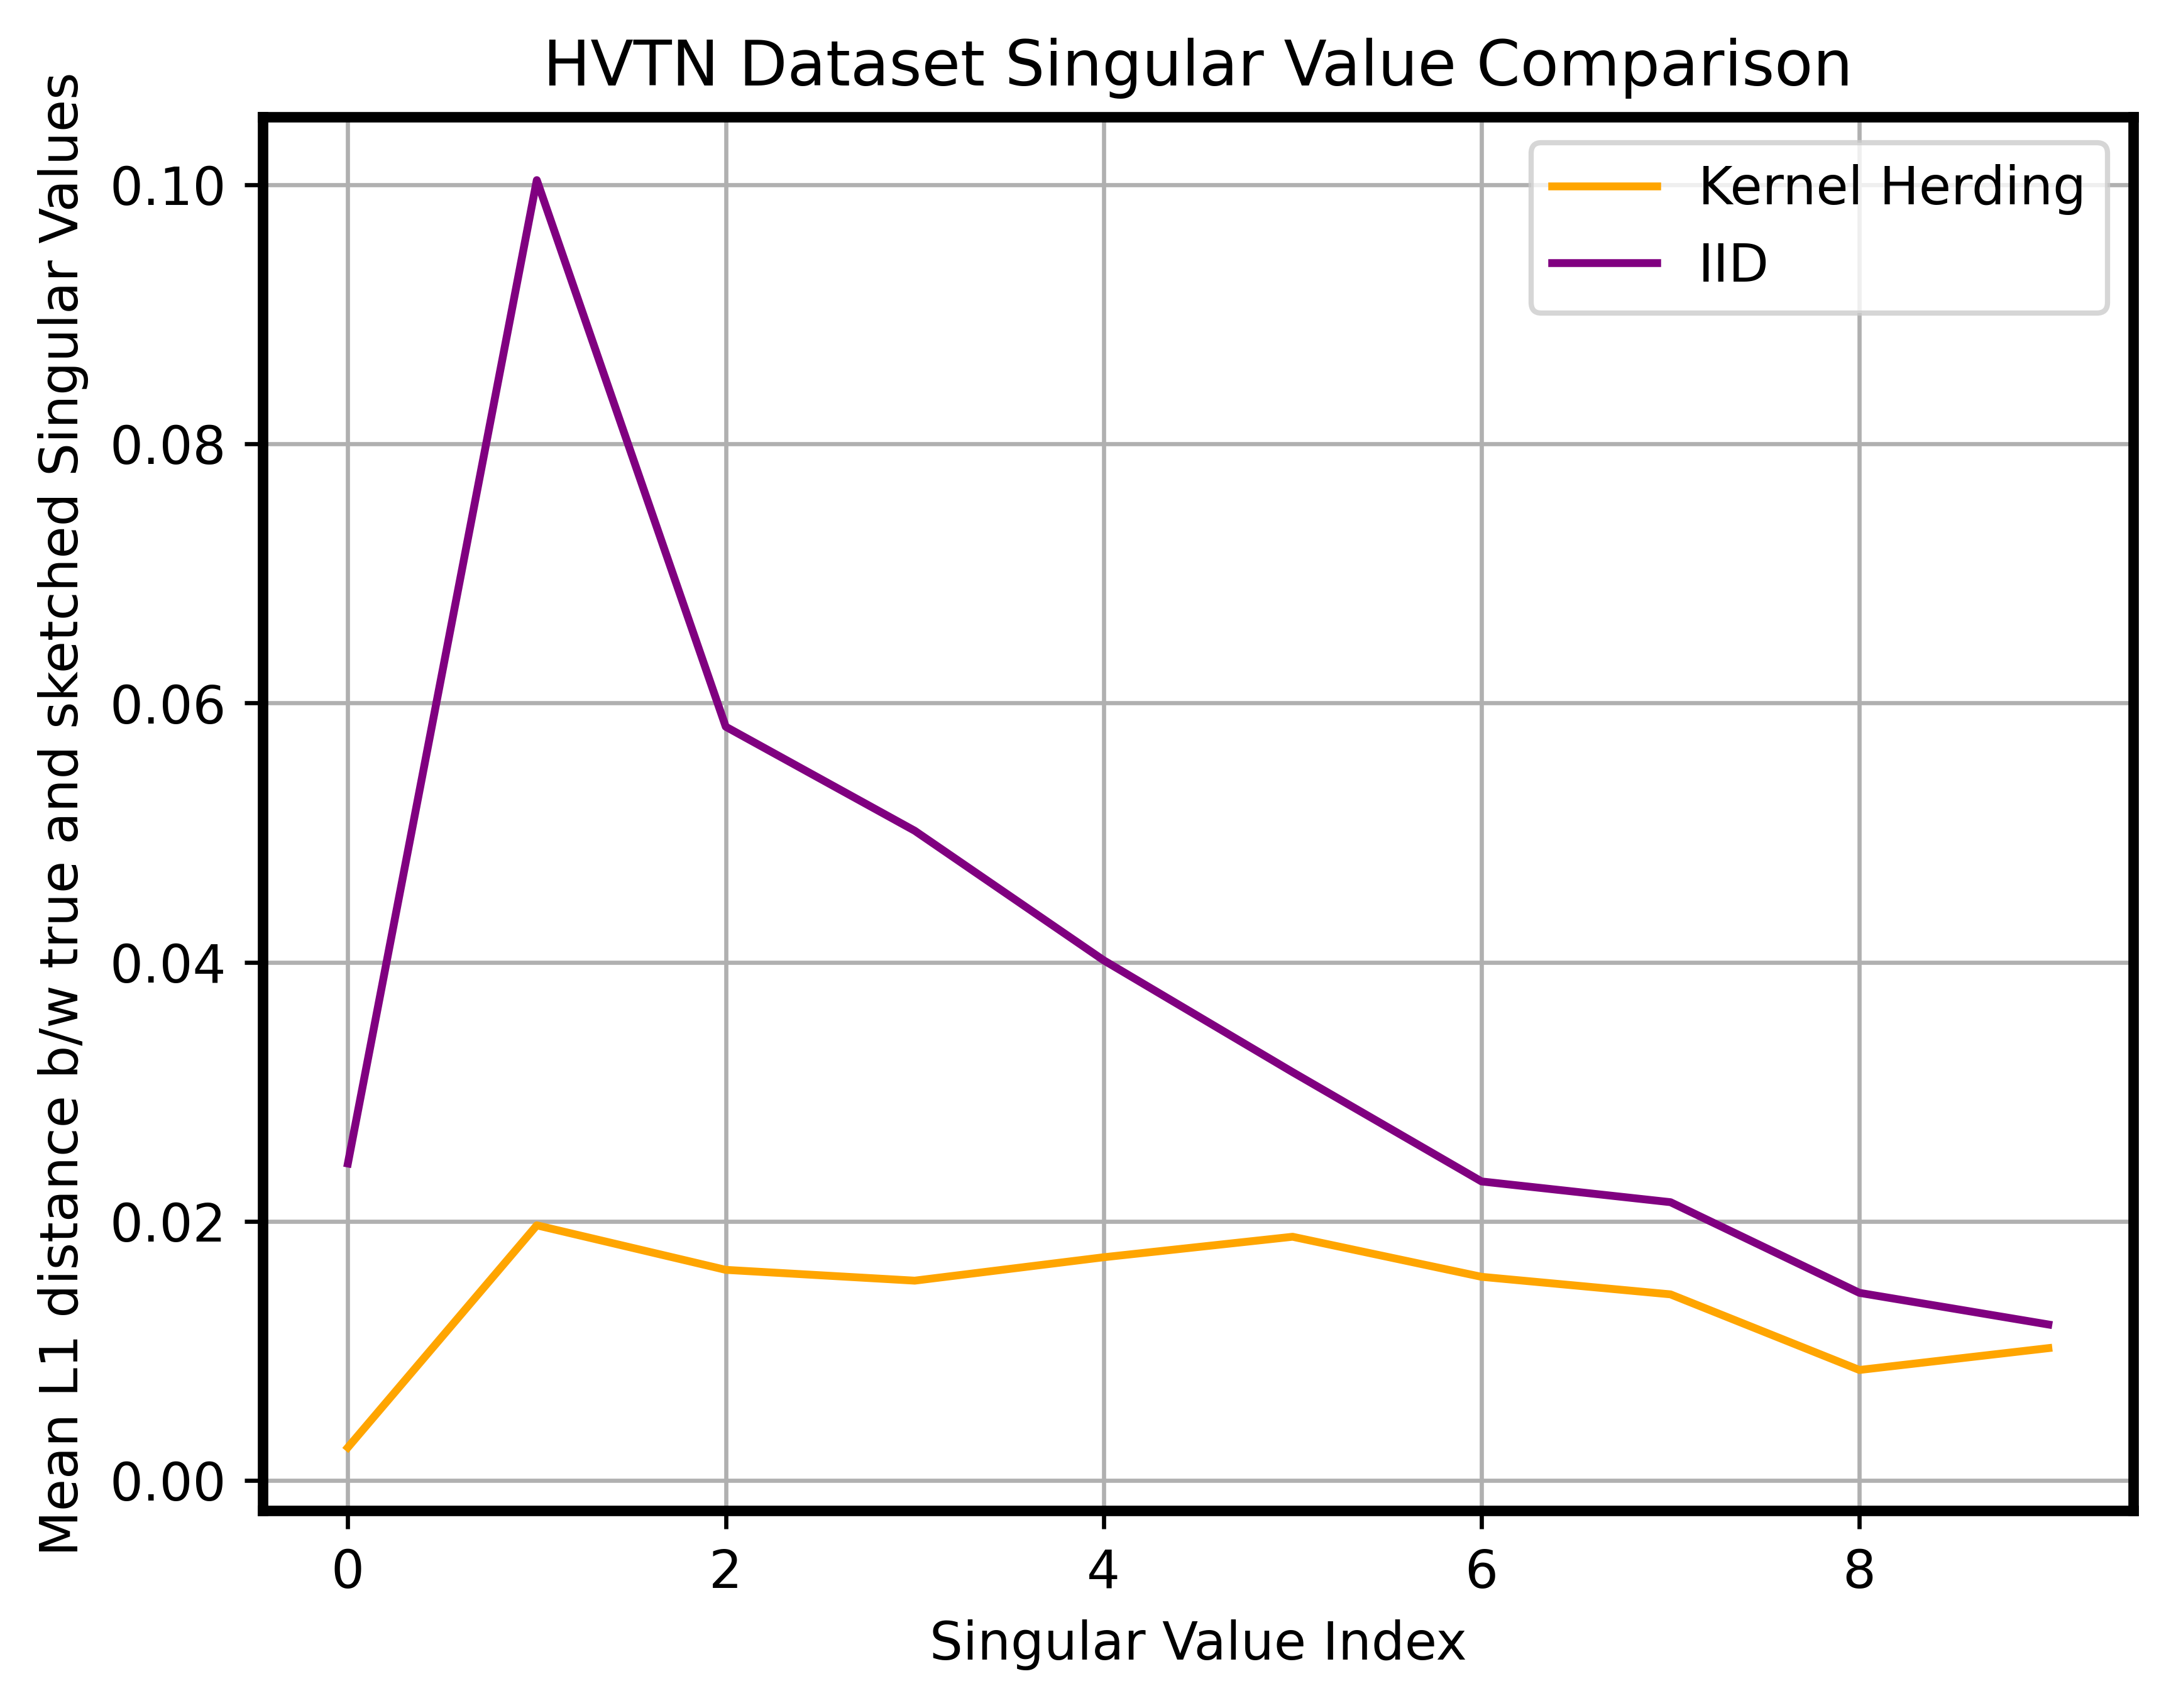 HVTN Dataset Singular Value Comparison
Mean L1 distance b/w true and sketched Singular Values
0.10
0.08
0.06
0.04
0.02
0.00
Kernel Herding
IID
0
2
4
6
8
Singular Value Index